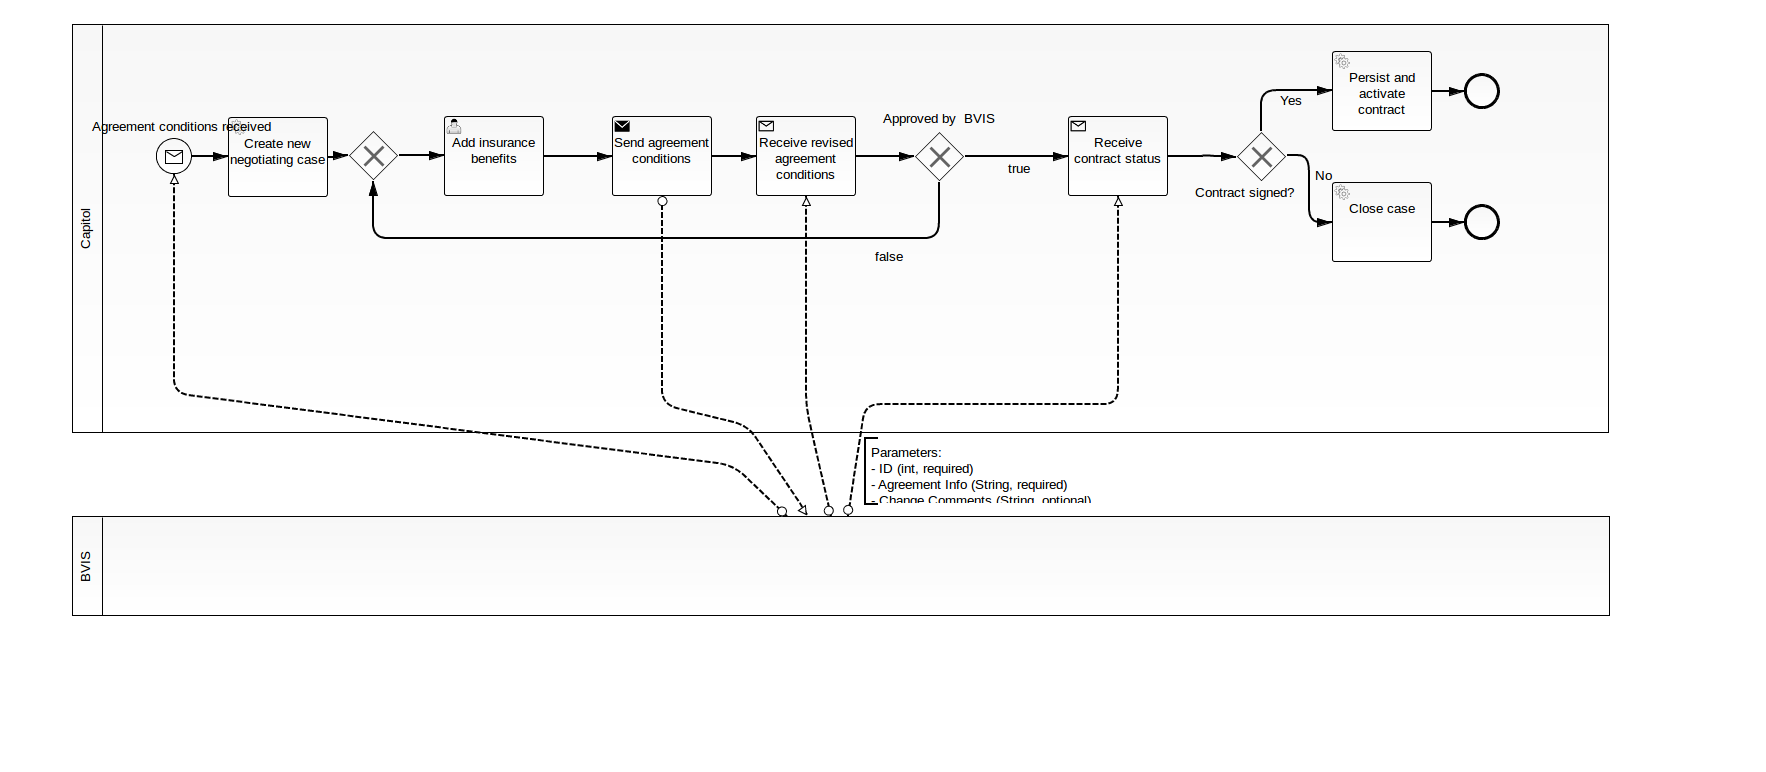 Capitol
Agreement conditions received
Create new
negotiating case
Add insurance
benefits
Send agreement
conditions
Receive revised
agreement
conditions
Approved by  BVIS
true
false
Receive
contract status
Contract signed?
Yes
No
Persist and
activate
contract
Close case
Parameters:
- ID (int, required)
- Agreement Info (String, required)
- Change Comments (String, optional)
BVIS